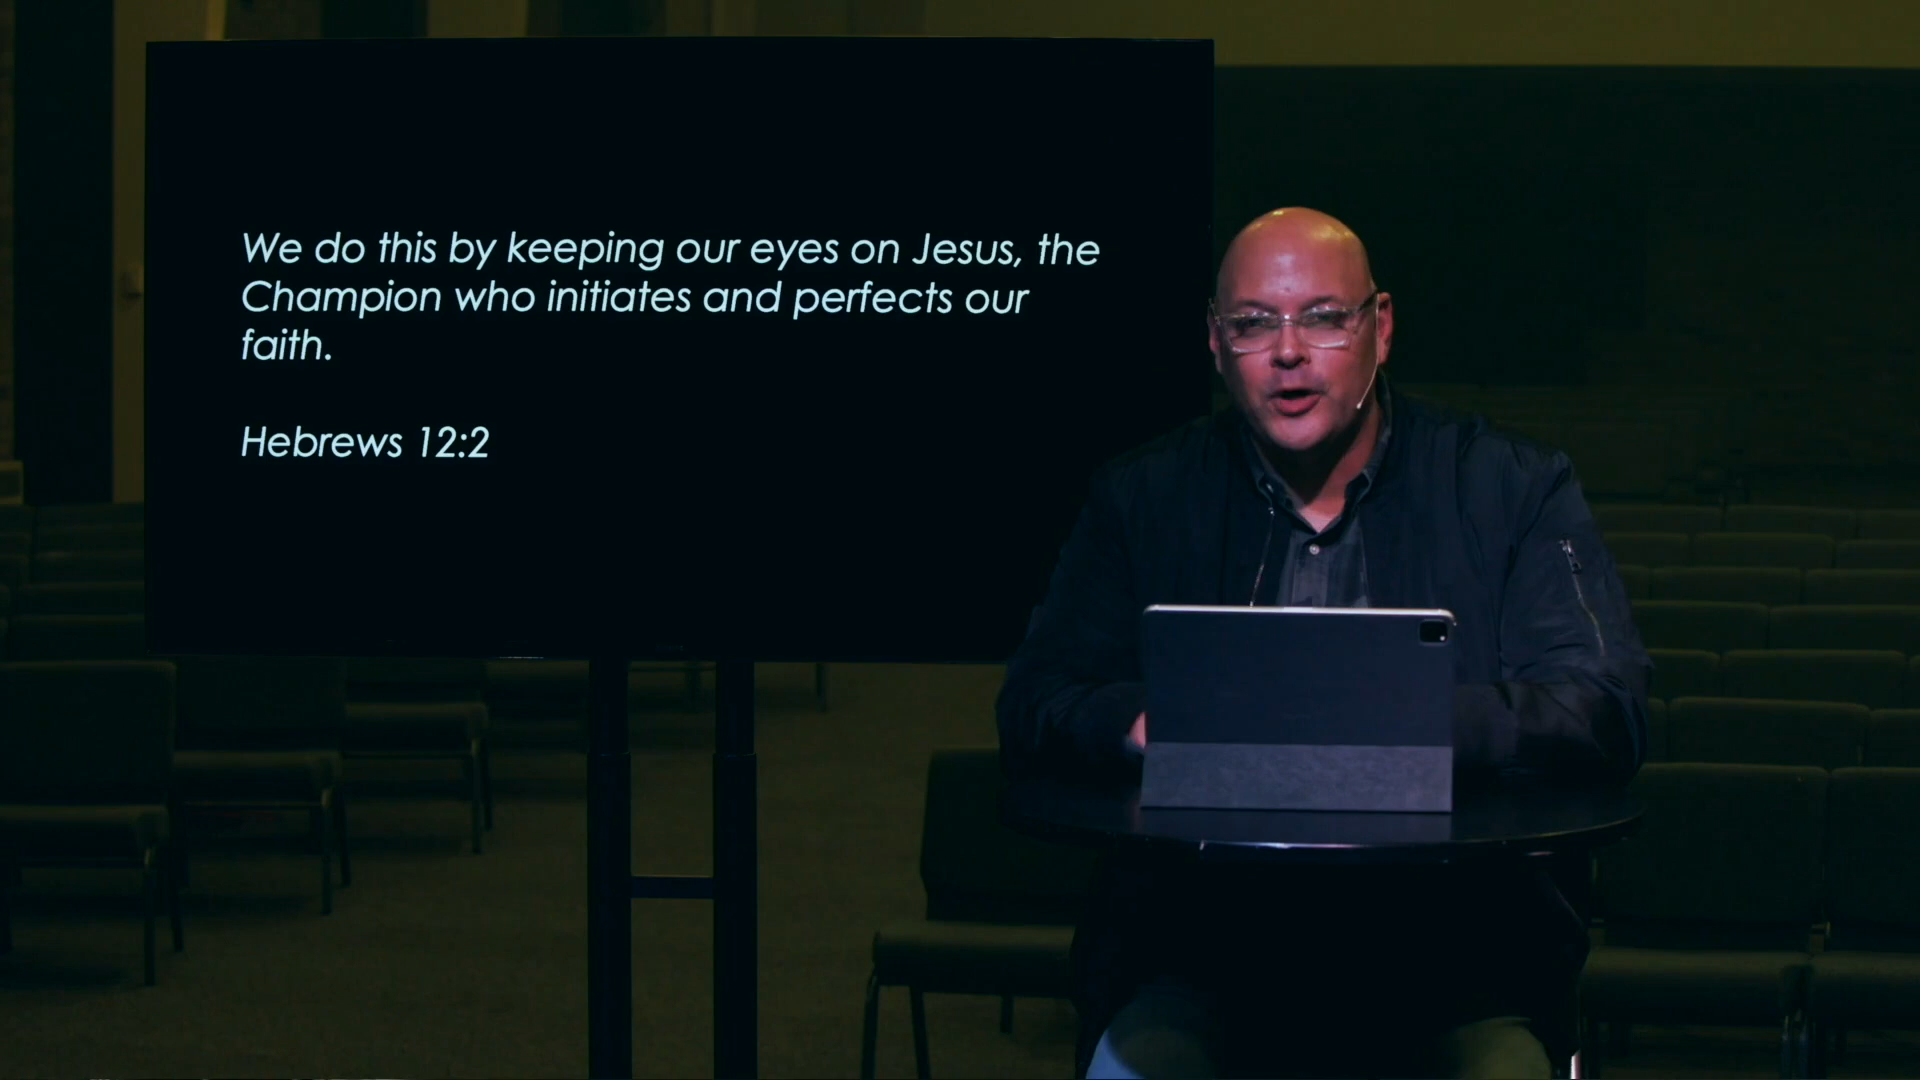 We do this by keeping our eyes on Jesus, the
Champion who initiates and perfects our
faith.
Hebrews 12:2